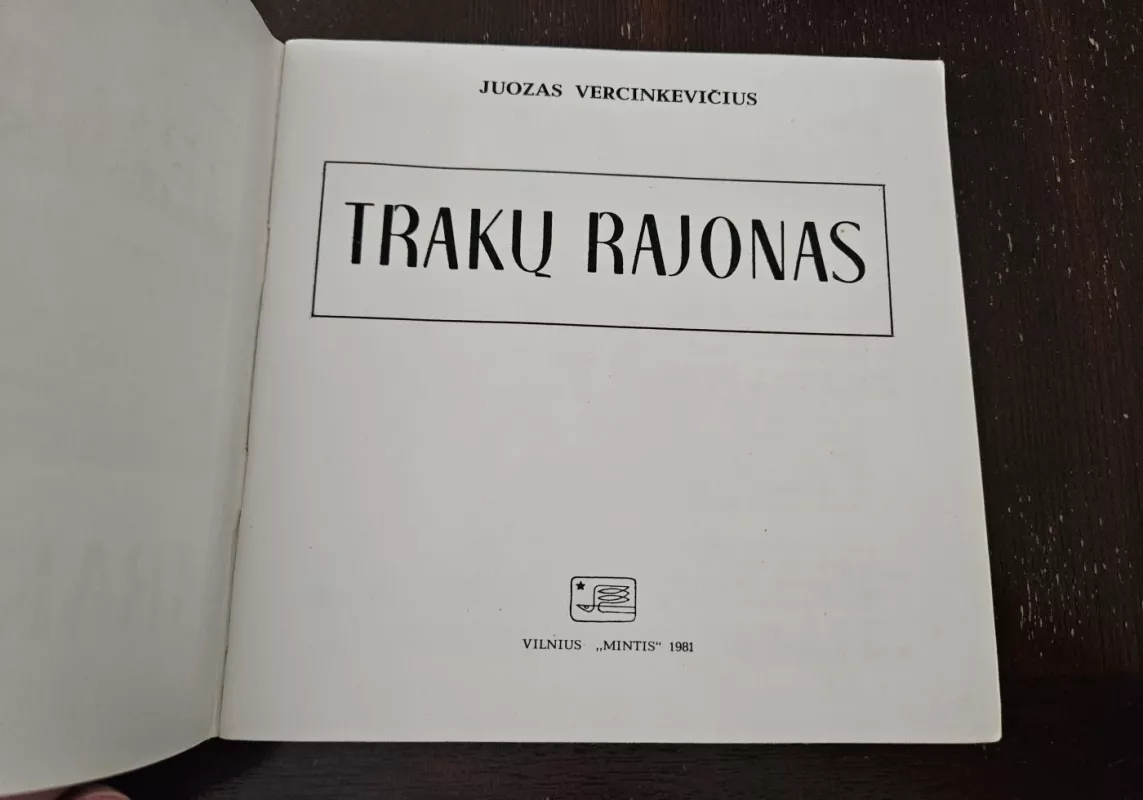 JUOZAS VERCINKEVIČIUS
TRAKŲ RAJONAS
VILNIUS „MINTIS“ 1981